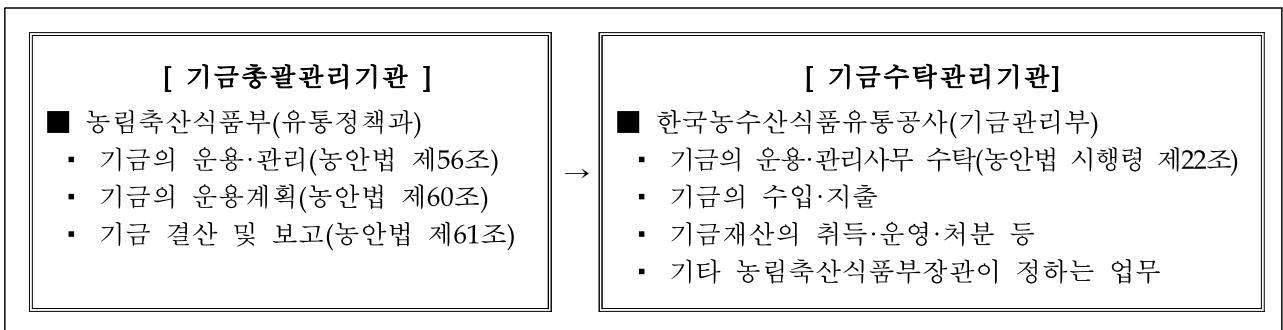 [ 기금총괄관리기관 ]
■ 농림축산식품부(유통정책과)
▪ 기금의 운용·관리(농안법 제56조)
▪ 기금의 운용계획(농안법 제60조)
▪ 기금 결산 및 보고(농안법 제61조)
→
[ 기금수탁관리기관]
■ 한국농수산식품유통공사(기금관리부)
▪ 기금의 운용·관리사무 수탁(농안법 시행령 제22조)
▪ 기금의 수입·지출
▪ 기금재산의 취득·운영·처분 등
▪ 기타 농림축산식품부장관이 정하는 업무